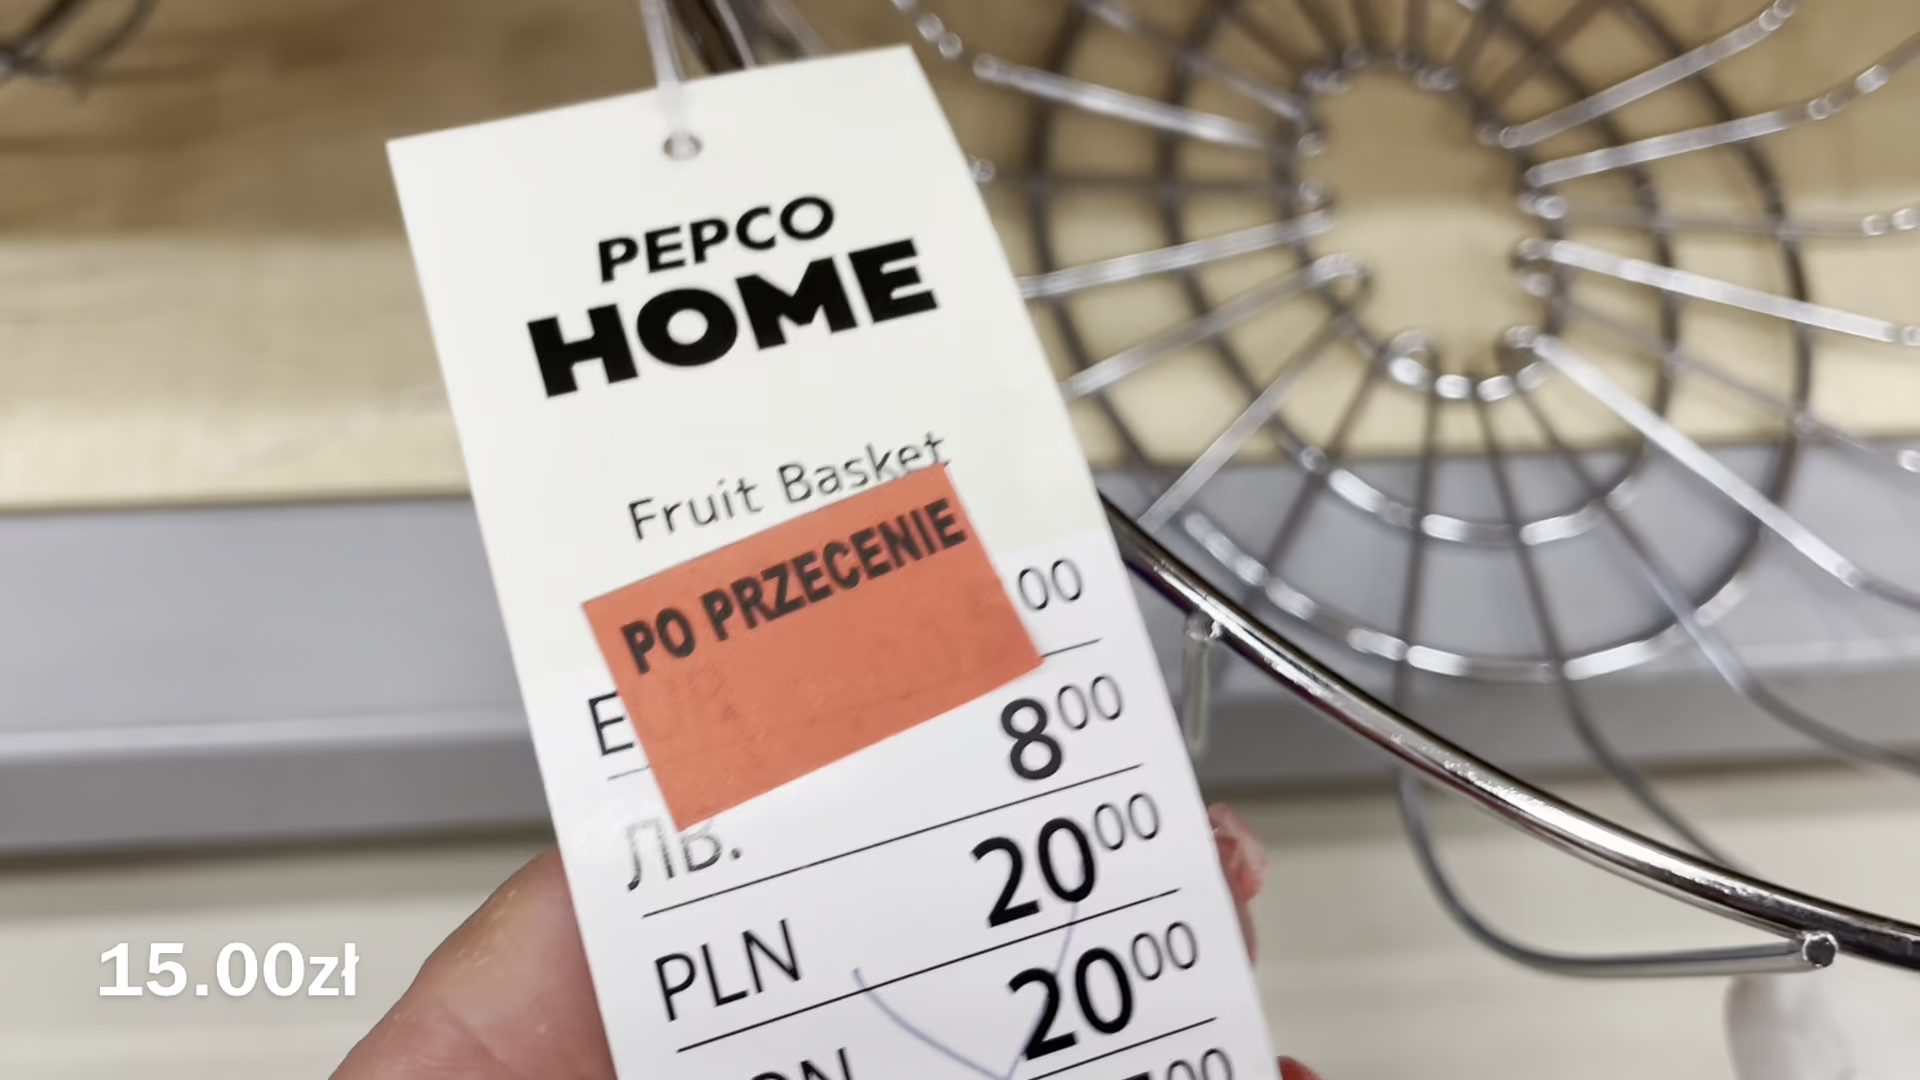 PEPCO
HOME
Fruit Basket
PO PRZECENIE
00
E
8 00
ЛВ.
20 00
PLN
20 00
15.00zł